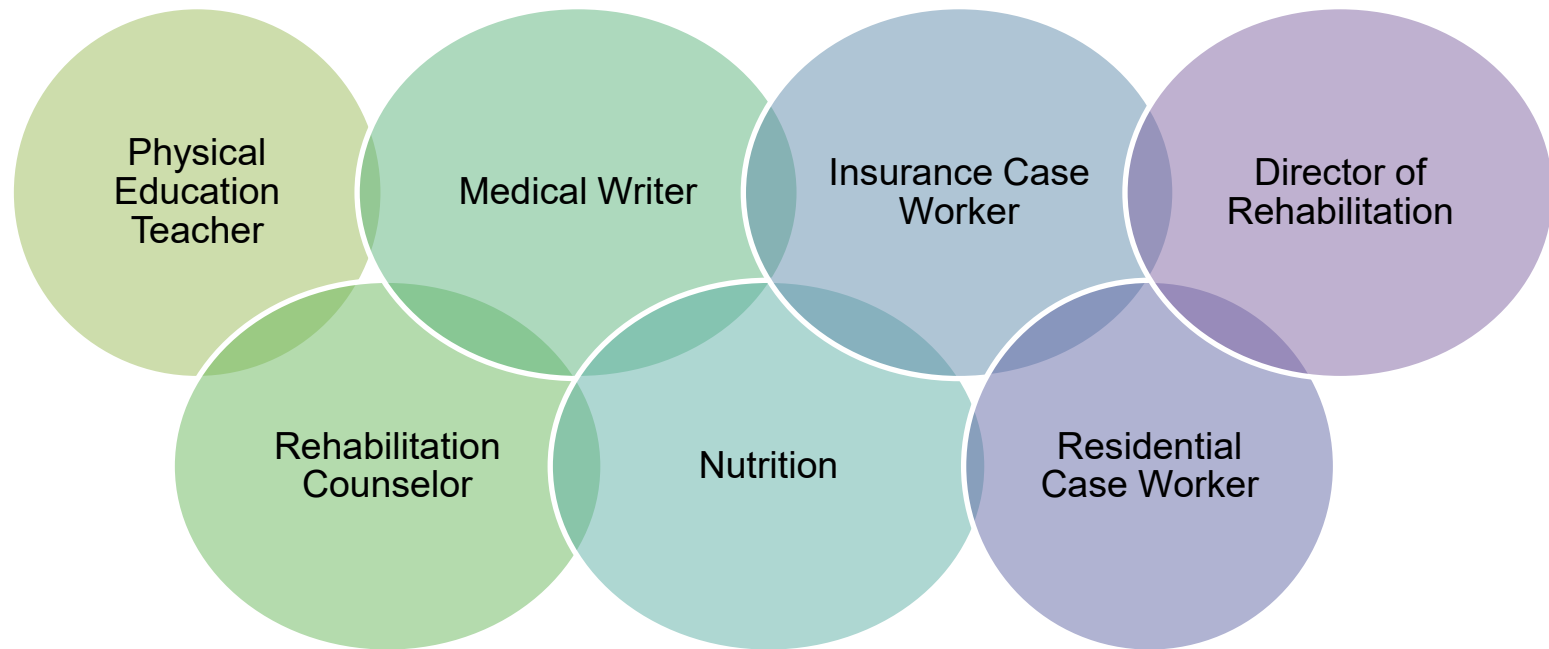 Physical
Education
Teacher
Medical Writer
Insurance Case
Worker
Director of
Rehabilitation
Rehabilitation
Counselor
Nutrition
Residential
Case Worker